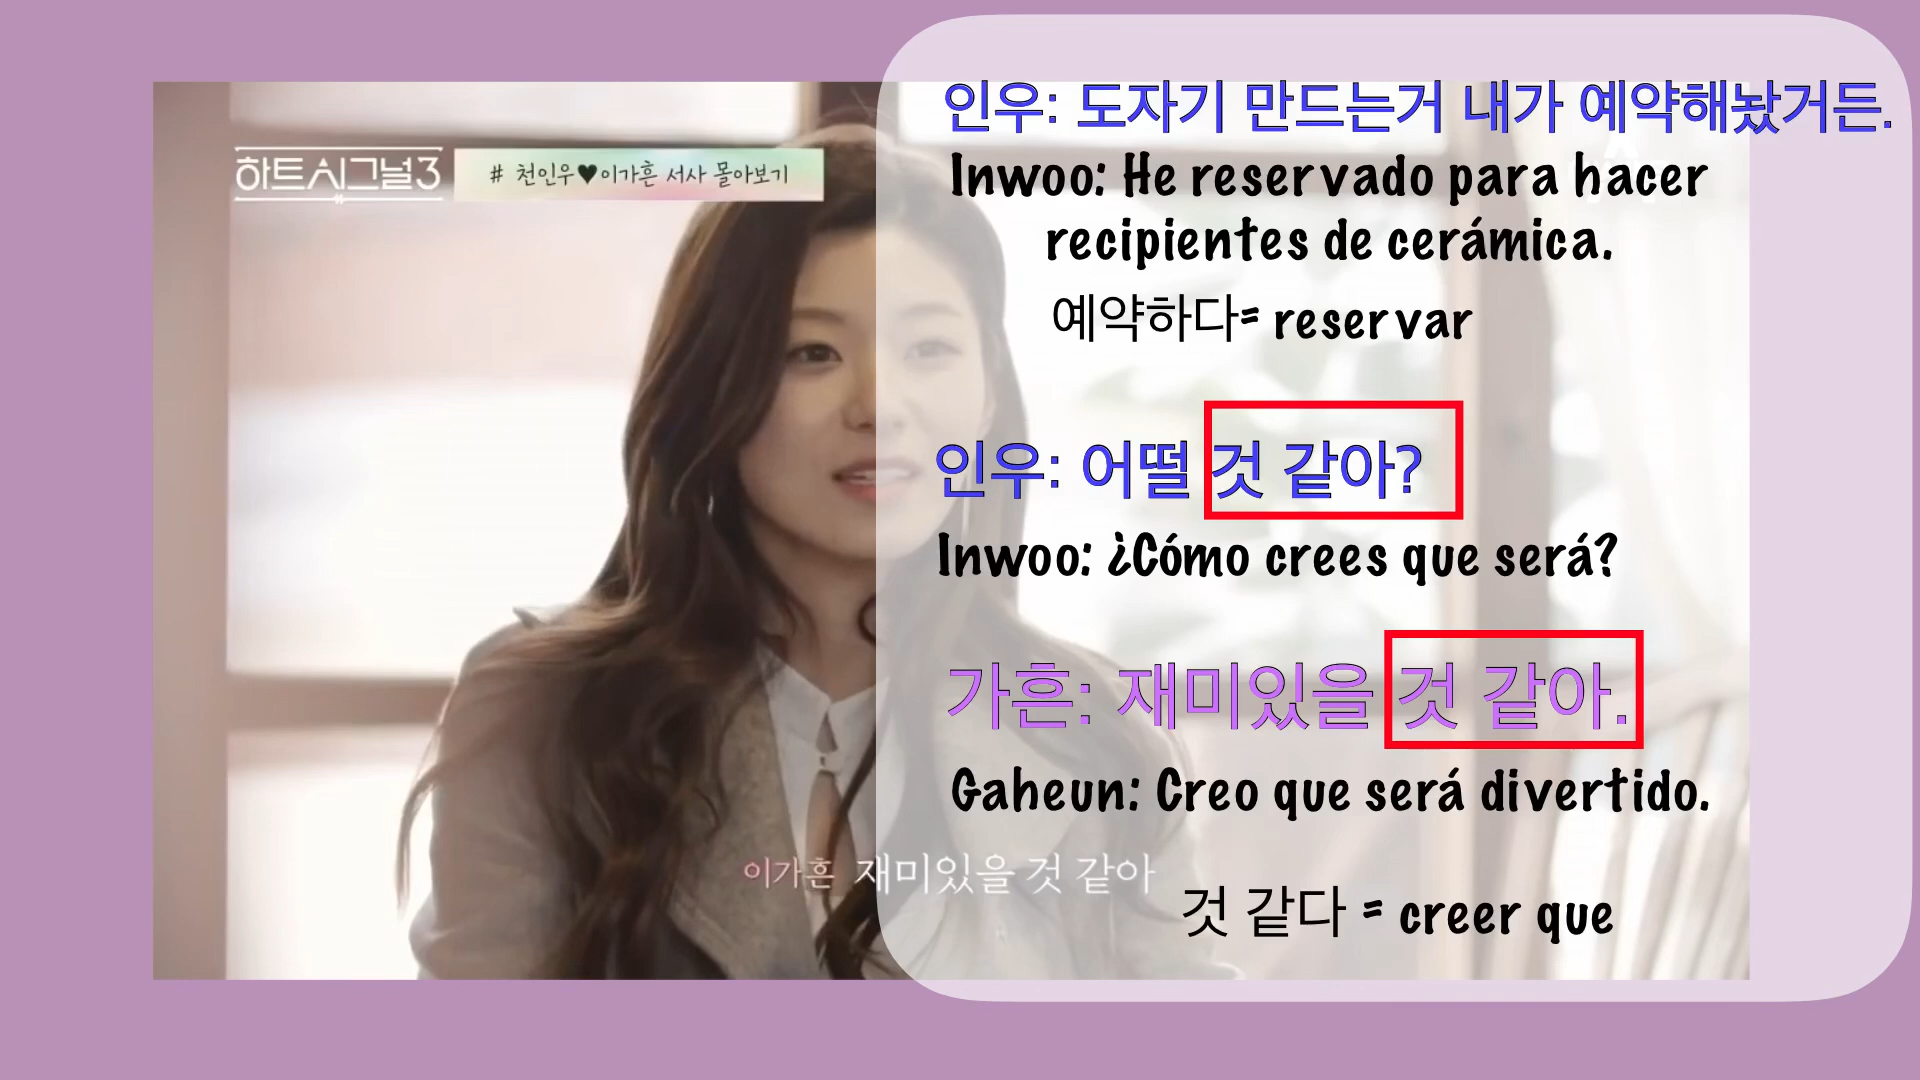 하트시그널3
# 천인우♥이가흔 서사 몰아보기
인우: 도자기 만드는거 내가 예약해놨거든.
Inwoo: He reservado para hacer
recipientes de cerámica.
예약하다= reservar
인우: 어떨 것 같아?
Inwoo: ¿Cómo crees que será?
가흔: 재미있을 것 같아.
Gaheun: Creo que será divertido.
이가흔 재미있을 것 같아
것 같다 = creer que